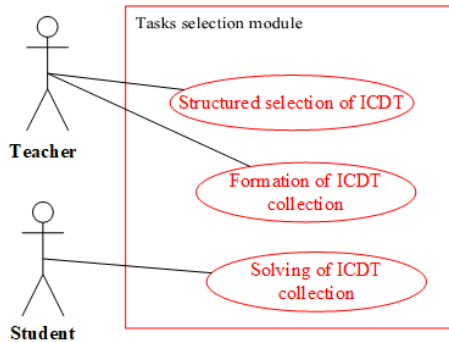 Tasks selection module
Structured selection of ICDT
Teacher
Formation of ICDT
collection
Solving of ICDT
collection
Student